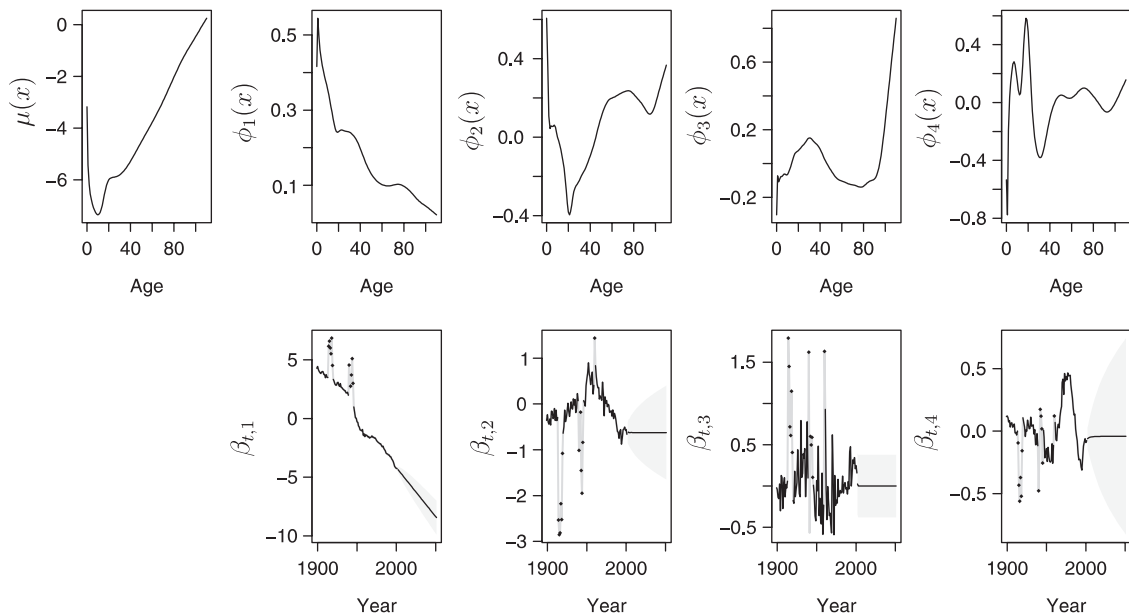 μ(x)
0
−2
−4
−6
0 40 80
Age
ϕ₁(x)
0.5
0.3
0.1
0 40 80
Age
ϕ₂(x)
0.4
0.0
−0.4
0 40 80
Age
ϕ₃(x)
0.6
0.2
−0.2
0 40 80
Age
ϕ₄(x)
0.4
0.0
−0.4
−0.8
0 40 80
Age
βt,1
5
0
−5
−10
1900 2000
Year
βt,2
1
0
−1
−2
−3
1900 2000
Year
βt,3
1.5
0.5
−0.5
1900 2000
Year
βt,4
0.5
0.0
−0.5
1900 2000
Year